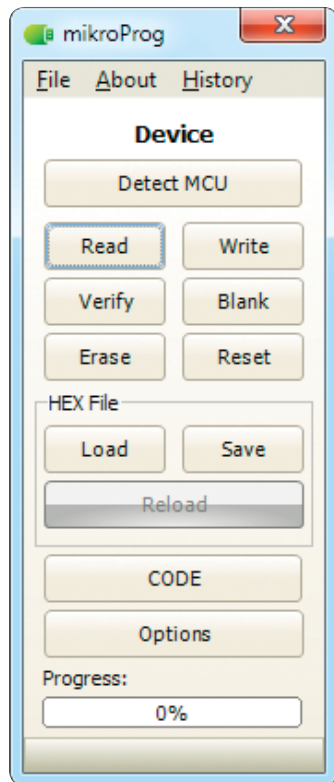 mikroProg
File About History
Device
Detect MCU
Read Write
Verify Blank
Erase Reset
HEX File
Load Save
Reload
CODE
Options
Progress:
0%